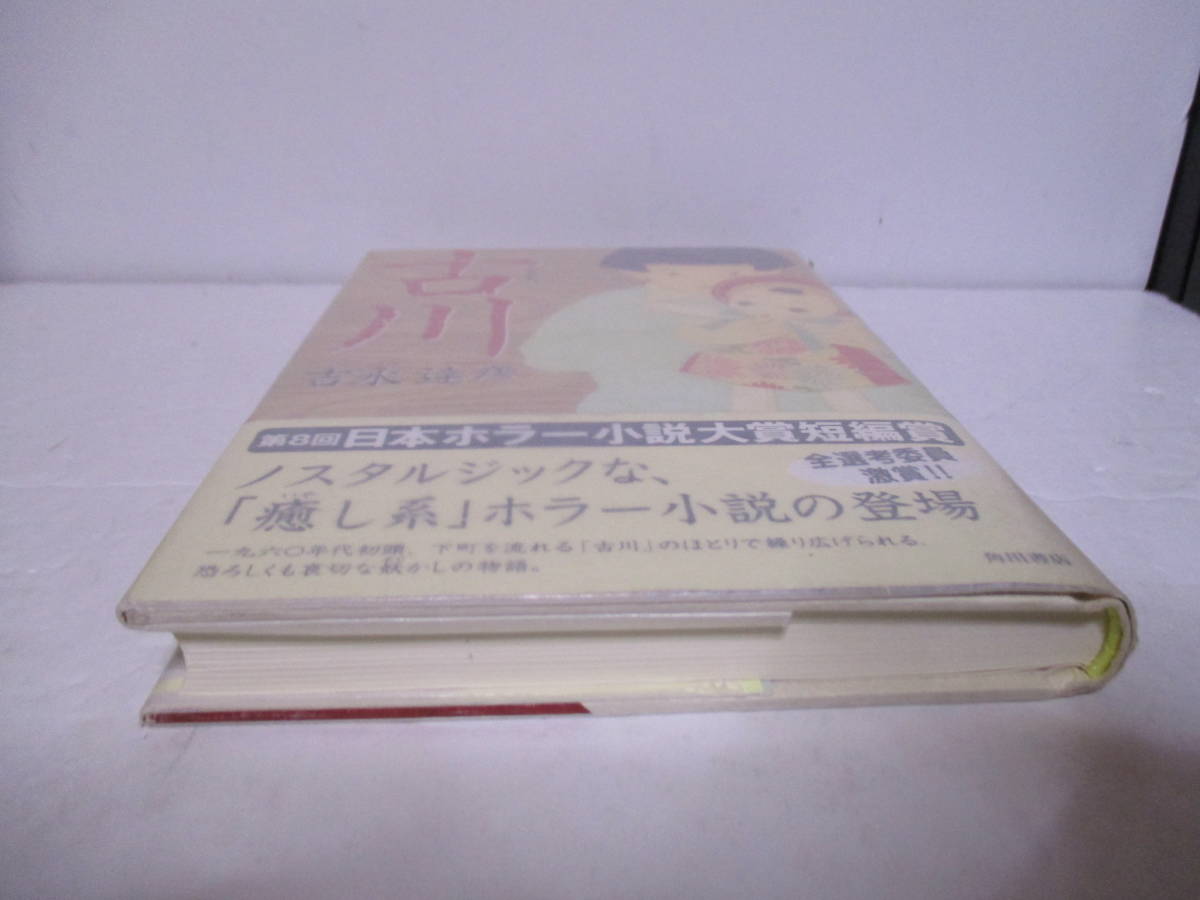 古川
吉永達彦
第8回日本ホラー小説大賞短編賞
全選考委員
激賞!!
ノスタルジックな、
「癒し系」ホラー小説の登場
一九六〇年代初頭、下町を流れる「古川」のほとりで繰り広げられる、
恐ろしくも哀切な妖かしの物語。
角川書店